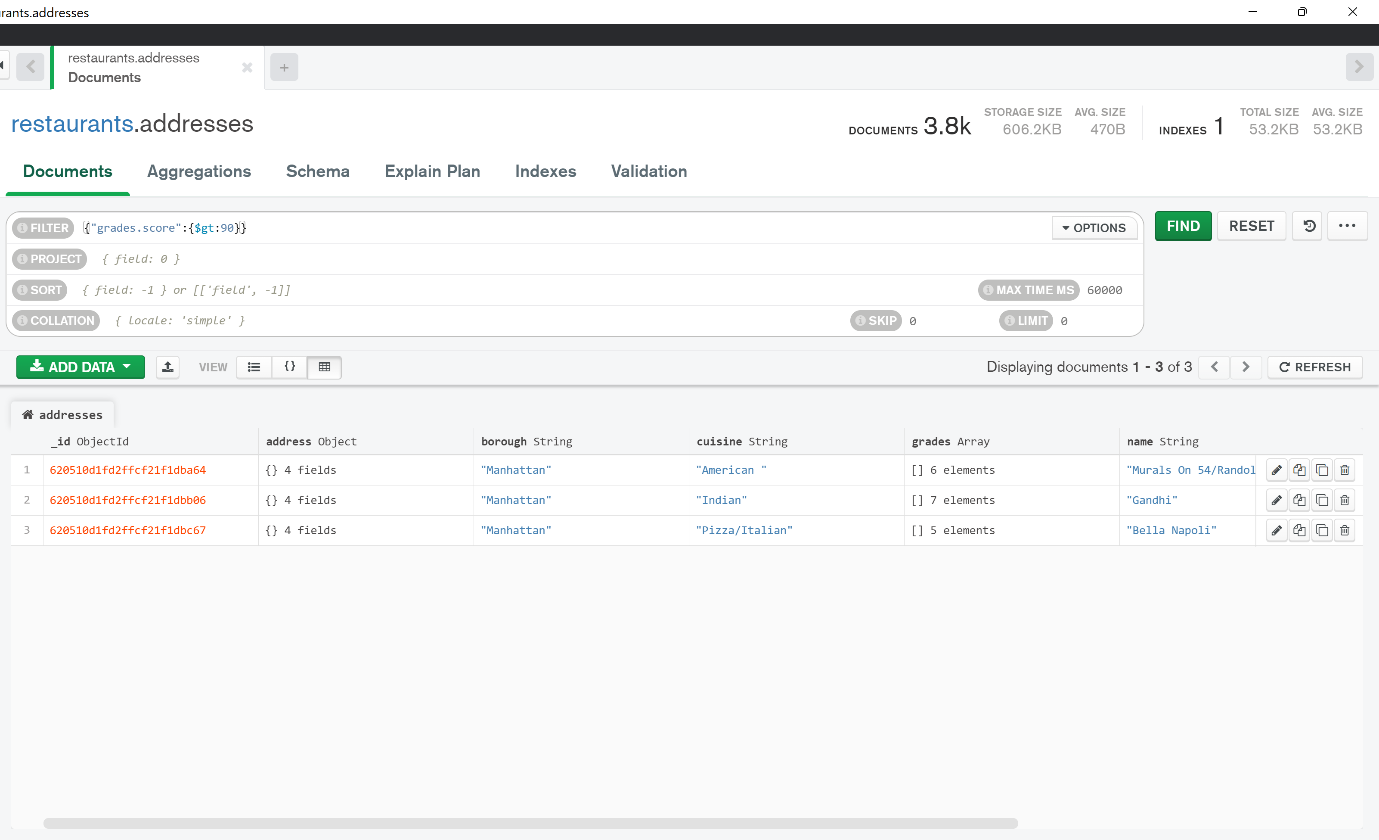 rants.addresses
restaurants.addresses
Documents
restaurants.addresses
DOCUMENTS 3.8k STORAGE SIZE 606.2KB AVG. SIZE 470B INDEXES 1 TOTAL SIZE 53.2KB AVG. SIZE 53.2KB
Documents Aggregations Schema Explain Plan Indexes Validation
FILTER {"grades.score":{$gt:90}} OPTIONS FIND RESET
PROJECT { field: 0 }
SORT { field: -1 } or [['field', -1]] MAX TIME MS 60000
COLLATION { locale: 'simple' } SKIP 0 LIMIT 0
ADD DATA VIEW {} Displaying documents 1 - 3 of 3 REFRESH
addresses
_id ObjectId address Object borough String cuisine String grades Array name String
1 620510d1fd2ffcf21f1dba64 {} 4 fields "Manhattan" "American " [] 6 elements "Murals On 54/Randol
2 620510d1fd2ffcf21f1dbb06 {} 4 fields "Manhattan" "Indian" [] 7 elements "Gandhi"
3 620510d1fd2ffcf21f1dbc67 {} 4 fields "Manhattan" "Pizza/Italian" [] 5 elements "Bella Napoli"